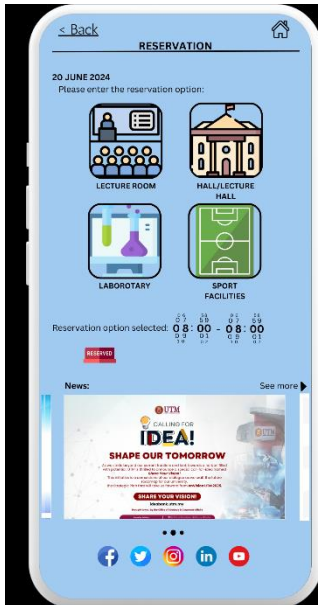 < Back
RESERVATION
20 JUNE 2024
Please enter the reservation option:
LECTURE ROOM
HALL/LECTURE
HALL
LABOROTARY
SPORT
FACILITIES
Reservation option selected: 08:00 - 08:00
RESERVED
News:
See more
UTM
CALLING FOR
IDEA!
SHAPE OUR TOMORROW
SHARE YOUR VISION!
UTM